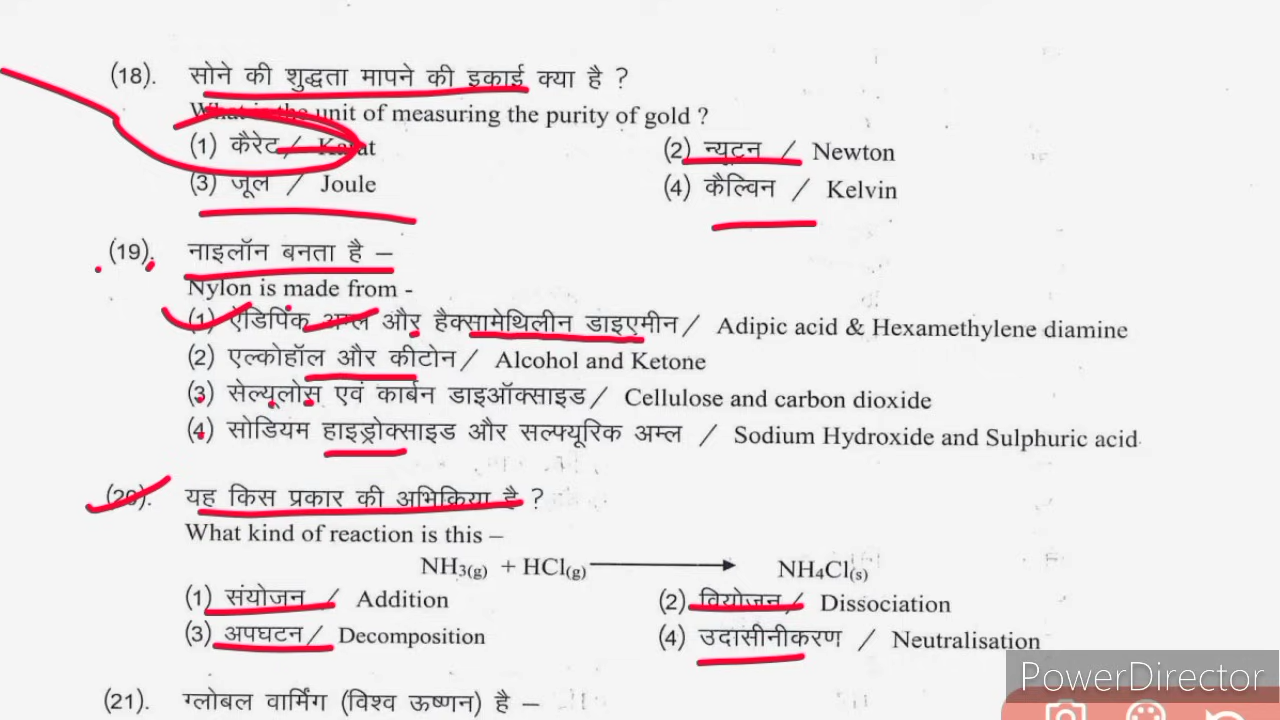 (18). सोने की शुद्धता मापने की इकाई क्या है ?
What is the unit of measuring the purity of gold ?
(1) कैरेट / Karat (2) न्यूटन / Newton
(3) जूल / Joule (4) कैल्विन / Kelvin
(19). नाइलॉन बनता है –
Nylon is made from -
(1) ऐडिपिक अम्ल और हैक्सामेथिलीन डाइएमीन / Adipic acid & Hexamethylene diamine
(2) एल्कोहॉल और कीटोन / Alcohol and Ketone
(3) सेल्यूलोस एवं कार्बन डाइऑक्साइड / Cellulose and carbon dioxide
(4) सोडियम हाइड्रोक्साइड और सल्फ्यूरिक अम्ल / Sodium Hydroxide and Sulphuric acid
(20). यह किस प्रकार की अभिकिया है ?
What kind of reaction is this –
NH3(g) + HCl(g) ⟶ NH4Cl(s)
(1) संयोजन / Addition (2) वियोजन / Dissociation
(3) अपघटन / Decomposition (4) उदासीनीकरण / Neutralisation
PowerDirector
(21). ग्लोबल वार्मिंग (विश्व ऊष्णन) है –